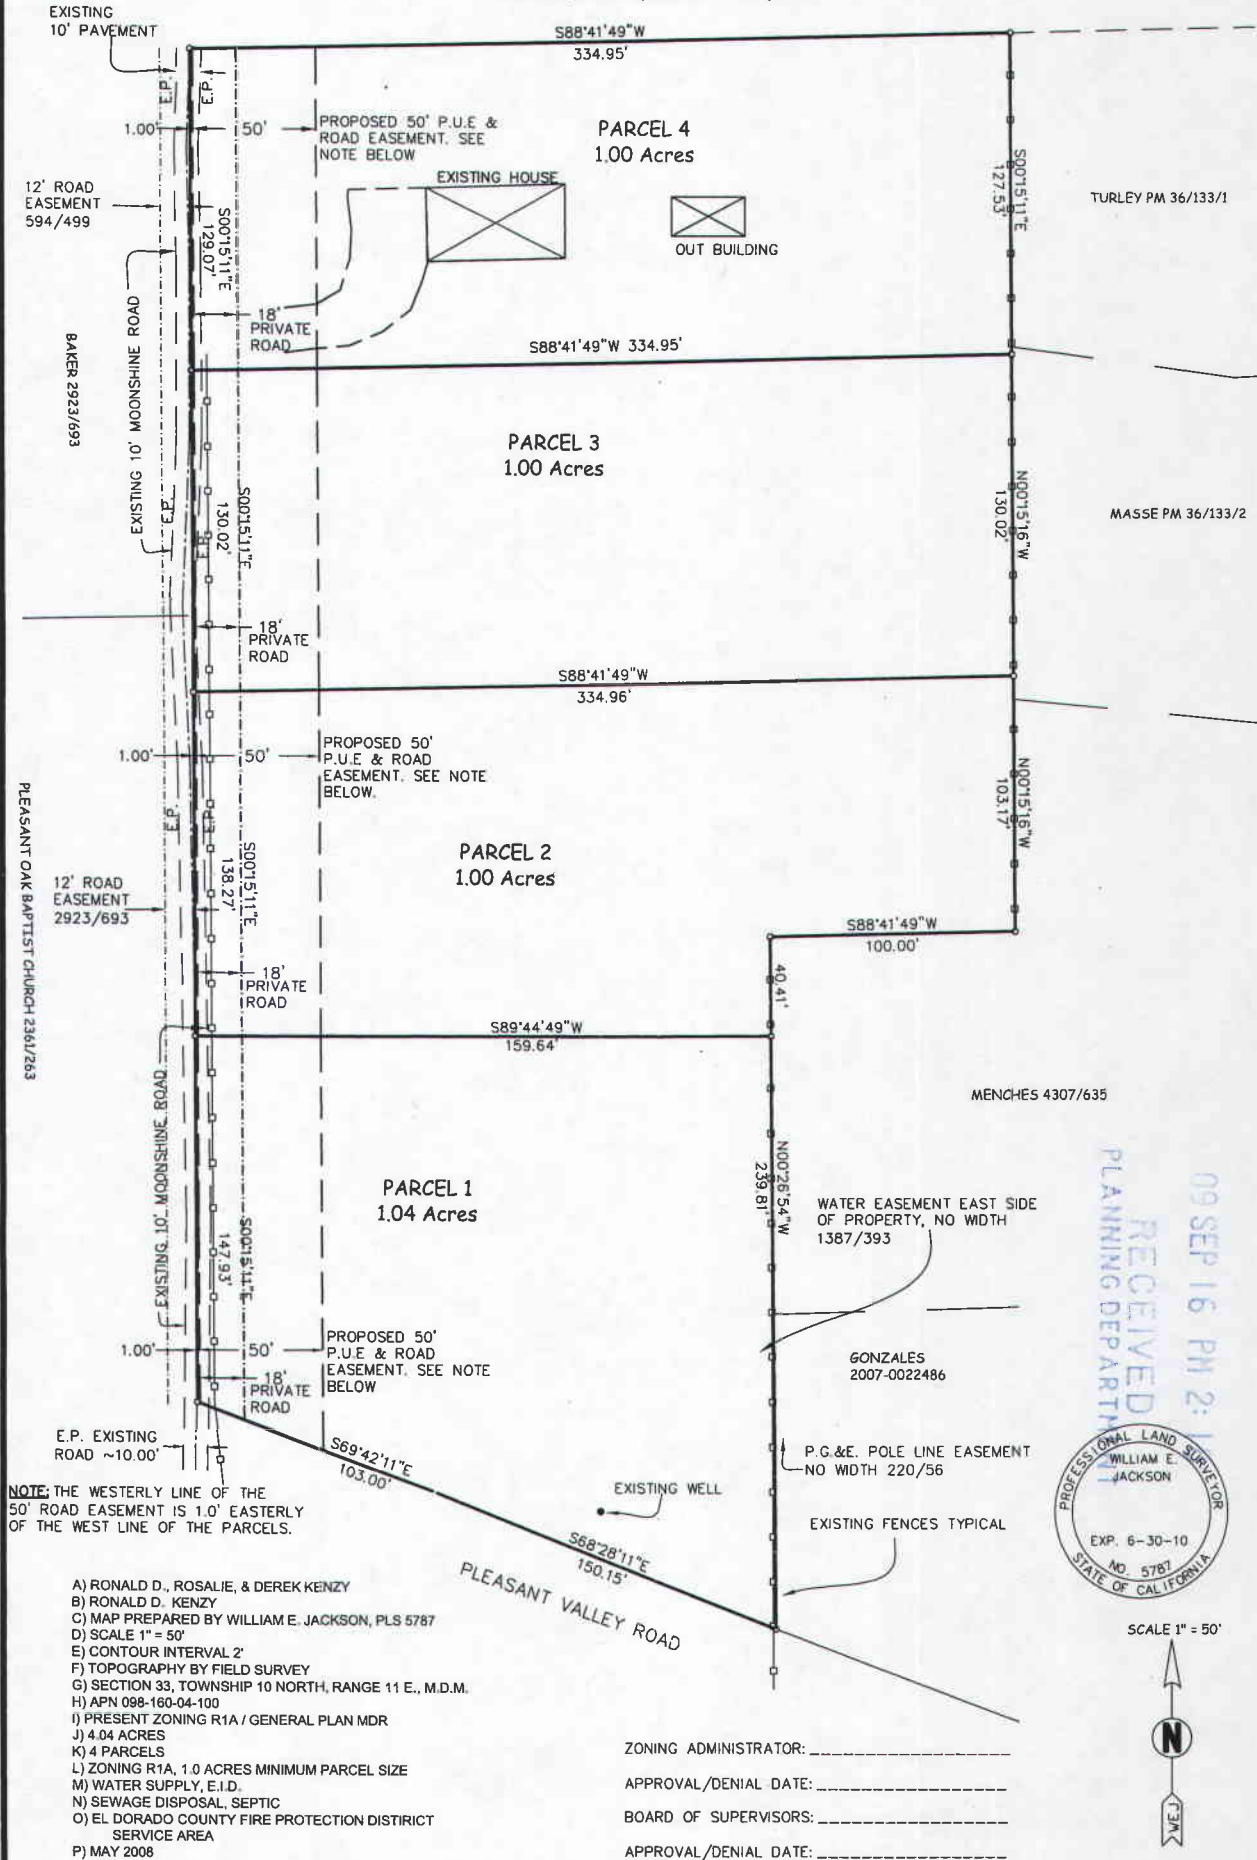 EXISTING
10' PAVEMENT
S88°41'49"W
334.95'
E.P.
E.P.
1.00'
50'
PROPOSED 50' P.U.E &
ROAD EASEMENT. SEE
NOTE BELOW
PARCEL 4
1.00 Acres
S00°15'11"E
127.53'
EXISTING HOUSE
12' ROAD
EASEMENT
594/499
TURLEY PM 36/133/1
S00°15'11"E
129.07'
OUT BUILDING
EXISTING 10' MOONSHINE ROAD
18'
PRIVATE
ROAD
BAKER 2923/693
S88°41'49"W 334.95'
PARCEL 3
1.00 Acres
E.P.
S00°15'11"E
130.02'
E.P.
N00°15'16"W
130.02'
MASSE PM 36/133/2
18'
PRIVATE
ROAD
S88°41'49"W
334.96'
1.00'
50'
PROPOSED 50'
P.U.E & ROAD
EASEMENT. SEE NOTE
BELOW.
N00°15'16"W
103.17'
E.P.
E.P.
PLEASANT OAK BAPTIST CHURCH 2361/263
PARCEL 2
1.00 Acres
S00°15'11"E
138.27'
12' ROAD
EASEMENT
2923/693
S88°41'49"W
100.00'
40.41'
18'
PRIVATE
ROAD
S89°44'49"W
159.64'
EXISTING 10' MOONSHINE ROAD
MENCHES 4307/635
PARCEL 1
1.04 Acres
N00°26'54"W
239.81'
WATER EASEMENT EAST SIDE
OF PROPERTY, NO WIDTH
1387/393
09 SEP 16 PM 2:
RECEIVED
PLANNING DEPARTMENT
S00°15'11"E
147.93'
1.00'
50'
PROPOSED 50'
P.U.E & ROAD
EASEMENT. SEE NOTE
BELOW
GONZALES
2007-0022486
18'
PRIVATE
ROAD
E.P. EXISTING
ROAD ~10.00'
S69°42'11"E
103.00'
P.G.&E. POLE LINE EASEMENT
NO WIDTH 220/56
PROFESSIONAL LAND SURVEYOR
WILLIAM E.
JACKSON
EXP. 6-30-10
NO. 5787
STATE OF CALIFORNIA
NOTE: THE WESTERLY LINE OF THE
50' ROAD EASEMENT IS 1.0' EASTERLY
OF THE WEST LINE OF THE PARCELS.
EXISTING WELL
EXISTING FENCES TYPICAL
S68°28'11"E
150.15'
PLEASANT VALLEY ROAD
A) RONALD D., ROSALIE, & DEREK KENZY
B) RONALD D. KENZY
C) MAP PREPARED BY WILLIAM E. JACKSON, PLS 5787
D) SCALE 1" = 50'
E) CONTOUR INTERVAL 2'
F) TOPOGRAPHY BY FIELD SURVEY
G) SECTION 33, TOWNSHIP 10 NORTH, RANGE 11 E., M.D.M.
H) APN 098-160-04-100
I) PRESENT ZONING R1A / GENERAL PLAN MDR
J) 4.04 ACRES
K) 4 PARCELS
L) ZONING R1A, 1.0 ACRES MINIMUM PARCEL SIZE
M) WATER SUPPLY, E.I.D.
N) SEWAGE DISPOSAL, SEPTIC
O) EL DORADO COUNTY FIRE PROTECTION DISTIRICT
SERVICE AREA
P) MAY 2008
SCALE 1" = 50'
N
WEJ
ZONING ADMINISTRATOR:
APPROVAL/DENIAL DATE:
BOARD OF SUPERVISORS:
APPROVAL/DENIAL DATE: